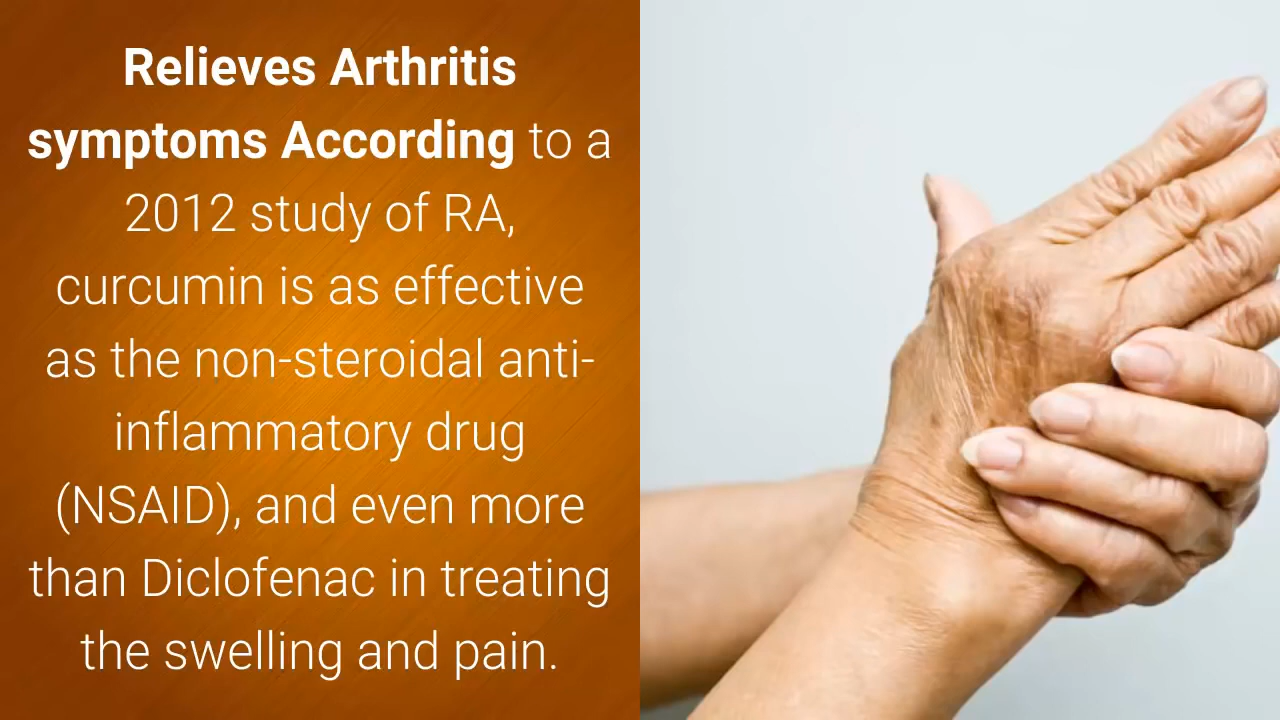 Relieves Arthritis
symptoms According to a
2012 study of RA,
curcumin is as effective
as the non-steroidal anti-
inflammatory drug
(NSAID), and even more
than Diclofenac in treating
the swelling and pain.